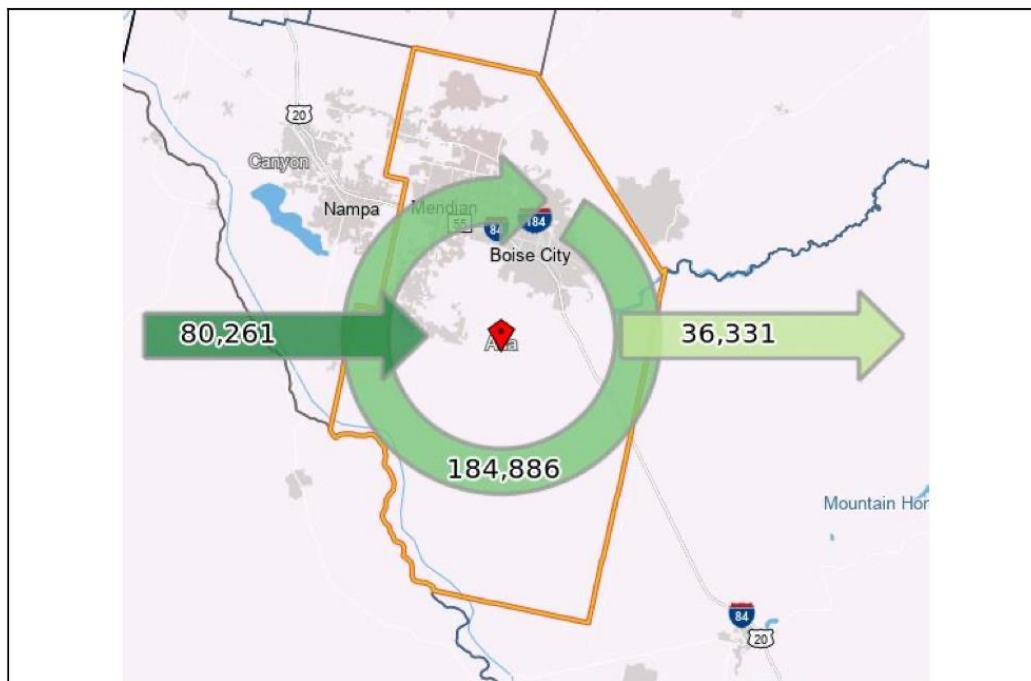 20
Canyon
Nampa
Meridian
55
84
184
Boise City
80,261
Ada
36,331
184,886
Mountain Hor
84
20